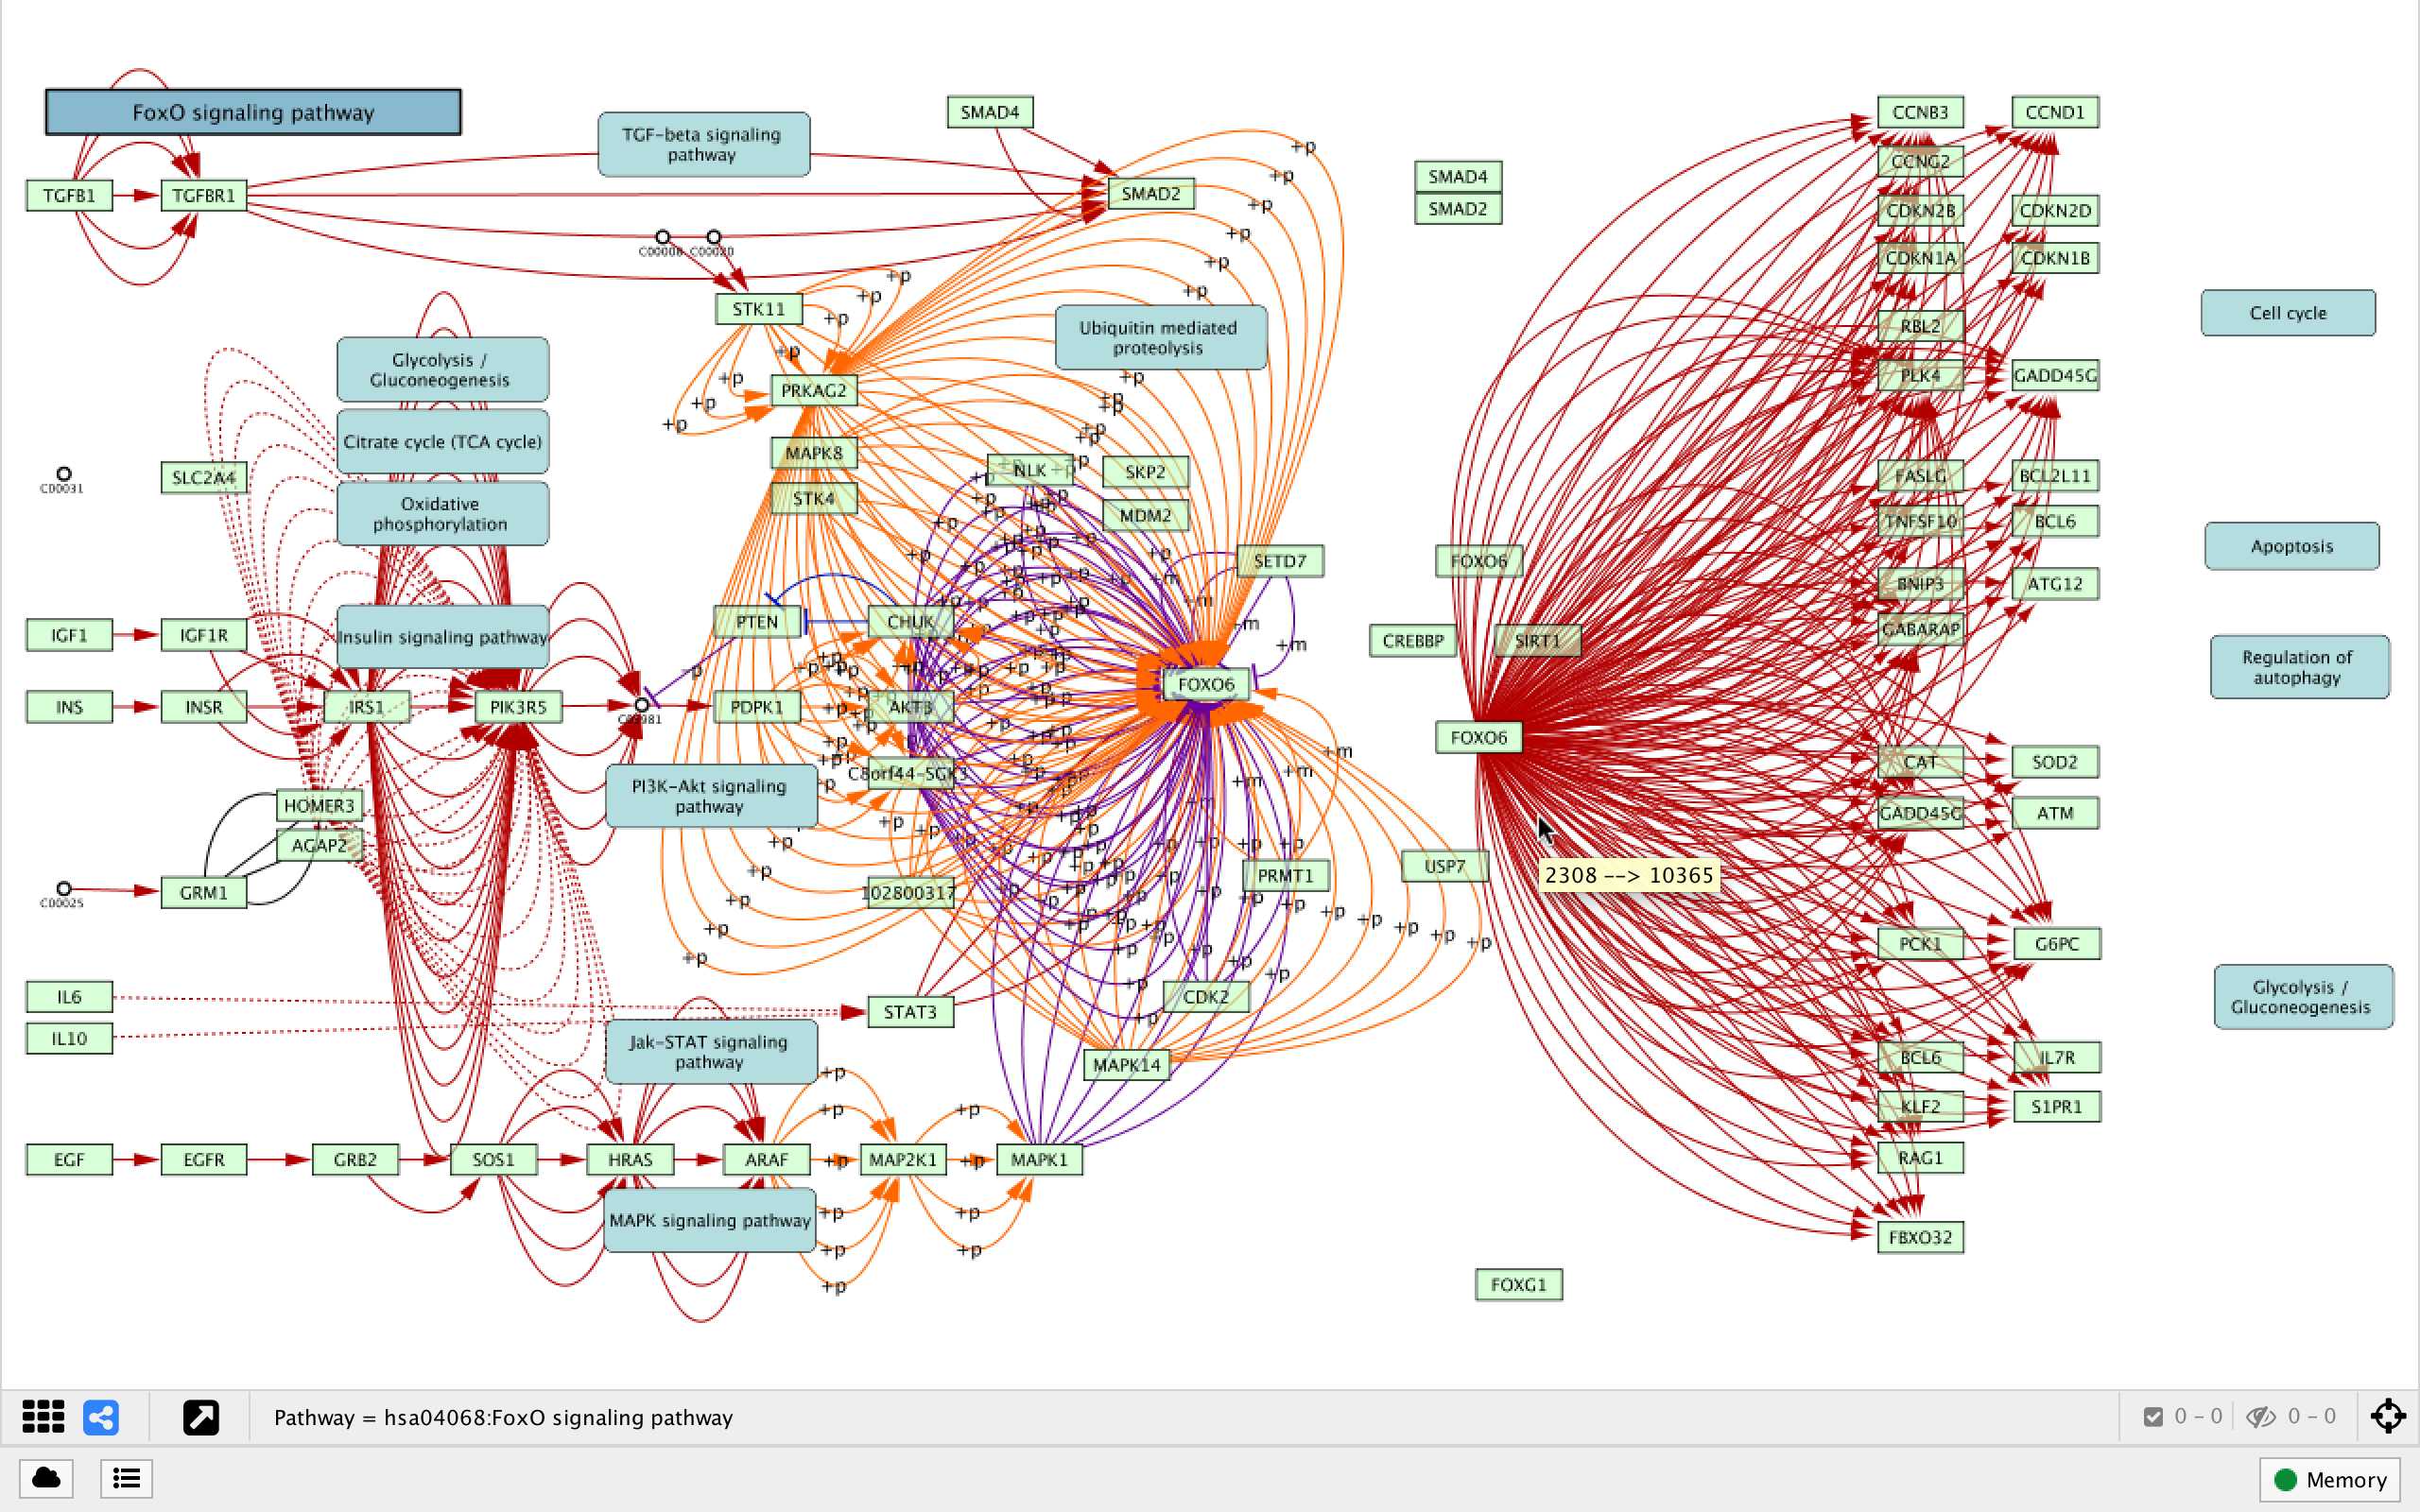 FoxO signaling pathway
TGF-beta signaling
pathway
SMAD4
CCNB3
CCND1
+p
CCNG2
+p
TGFB1
TGFBR1
SMAD2
SMAD4
+p
SMAD2
CDKN2B
CDKN2D
+p
C00020
CDKN1A
CDKN1B
+p
+p
+p
+p
STK11
+p
Cell cycle
Ubiquitin mediated
proteolysis
RBL2
+p
Glycolysis /
Gluconeogenesis
+p
+p
PLK4
GADD45G
PRKAG2
+p
+p
+p
Citrate cycle (TCA cycle)
MAPK8
C00031
SLC2A4
NLK
SKP2
FASLG
BCL2L11
Oxidative
phosphorylation
STK4
MDM2
TNFSF10
BCL6
+p
Apoptosis
+p
+p
SETD7
FOXO6
+m
BNIP3
ATG12
IGF1
IGF1R
Insulin signaling pathway
PTEN
CHUK
+m
GABARAP
CREBBP
SIRT1
+m
Regulation of
autophagy
FOXO6
INS
INSR
IRS1
PIK3R5
PDPK1
AKT3
FOXO6
+m
CAT
SOD2
C8orf44-SGK3
+m
+m
PI3K-Akt signaling
pathway
HOMER3
GADD45G
ATM
AGAP2
+p
+p
+p
+p
USP7
2308 --> 10365
+p
PRMT1
C00025
GRM1
102800317
+p
+p
+p
+p
+p
+p
+p
+p
+p
PCK1
G6PC
+p
IL6
CDK2
Glycolysis /
Gluconeogenesis
STAT3
+p
IL10
Jak-STAT signaling
pathway
MAPK14
BCL6
IL7R
+p
+p
+p
KLF2
S1PR1
EGF
EGFR
GRB2
SOS1
HRAS
ARAF
+p
MAP2K1
+p
MAPK1
RAG1
MAPK signaling pathway
+p
+p
FBXO32
+p
+p
+p
FOXG1
Pathway = hsa04068:FoxO signaling pathway
0 - 0
0 - 0
Memory